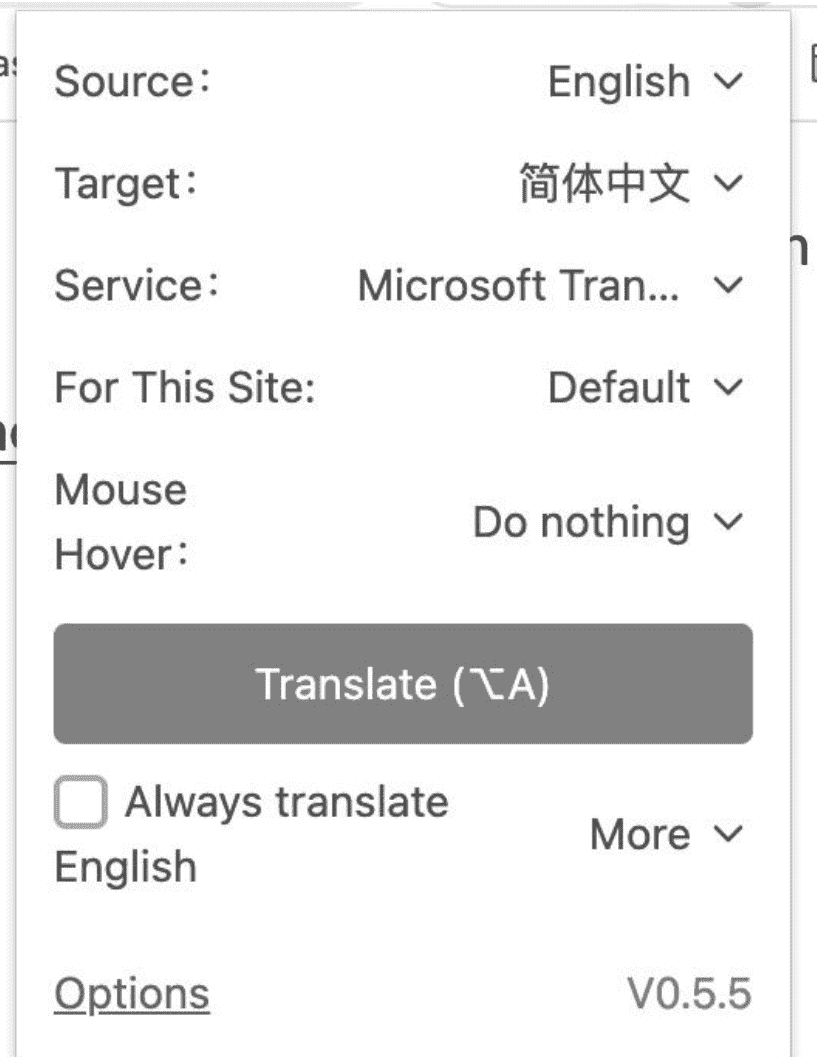 Source： English
Target： 简体中文
Service： Microsoft Tran...
For This Site: Default
Mouse
Hover： Do nothing
Translate (⌥A)
Always translate
English More
Options V0.5.5